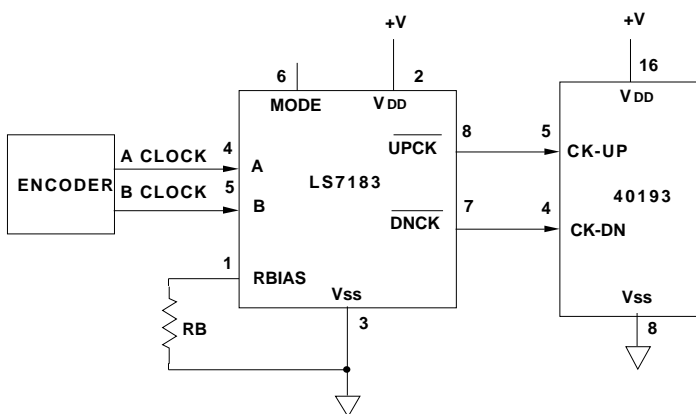 +V
+V
6
2
16
MODE
VDD
VDD
UPCK
8
5
CK-UP
A CLOCK
4
A
ENCODER
LS7183
40193
B CLOCK
5
B
DNCK
7
4
CK-DN
1
RBIAS
Vss
Vss
RB
3
8